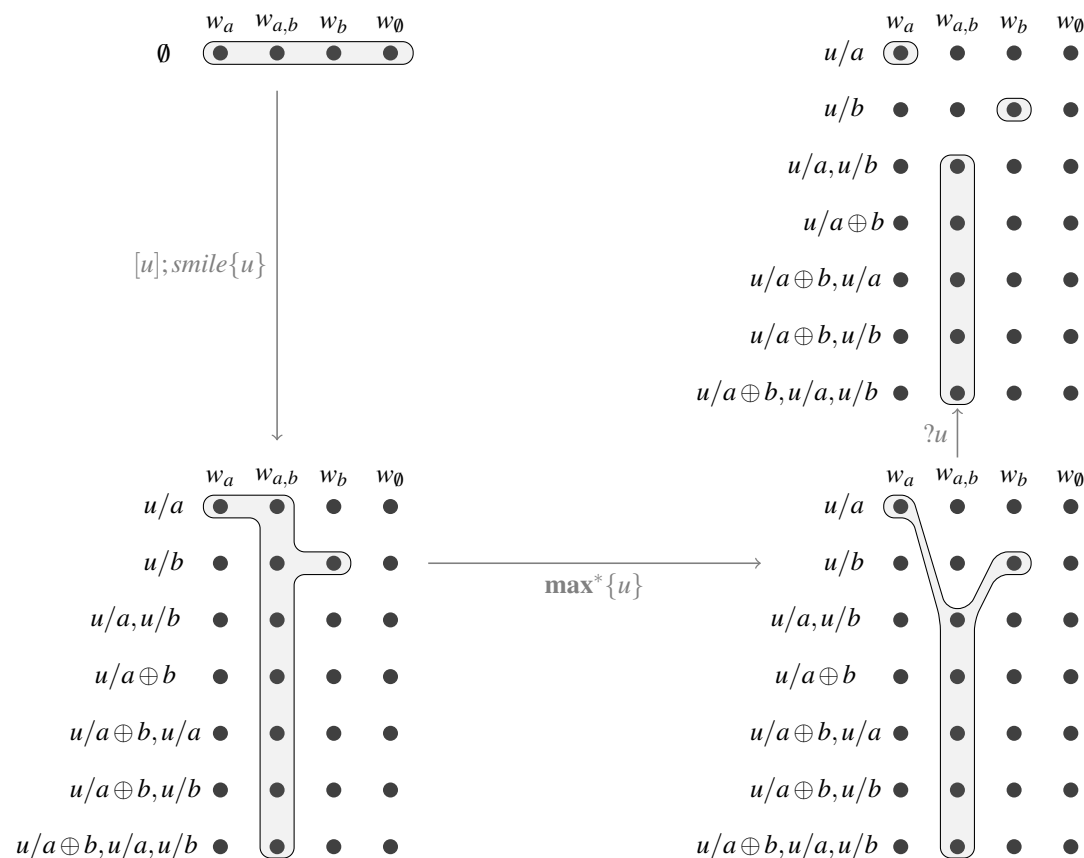 w_a w_{a,b} w_b w_∅
∅
[u]; smile{u}
w_a w_{a,b} w_b w_∅
u/a
u/b
u/a, u/b
u/a ⊕ b
u/a ⊕ b, u/a
u/a ⊕ b, u/b
u/a ⊕ b, u/a, u/b
max*{u}
w_a w_{a,b} w_b w_∅
u/a
u/b
u/a, u/b
u/a ⊕ b
u/a ⊕ b, u/a
u/a ⊕ b, u/b
u/a ⊕ b, u/a, u/b
?u
w_a w_{a,b} w_b w_∅
u/a
u/b
u/a, u/b
u/a ⊕ b
u/a ⊕ b, u/a
u/a ⊕ b, u/b
u/a ⊕ b, u/a, u/b